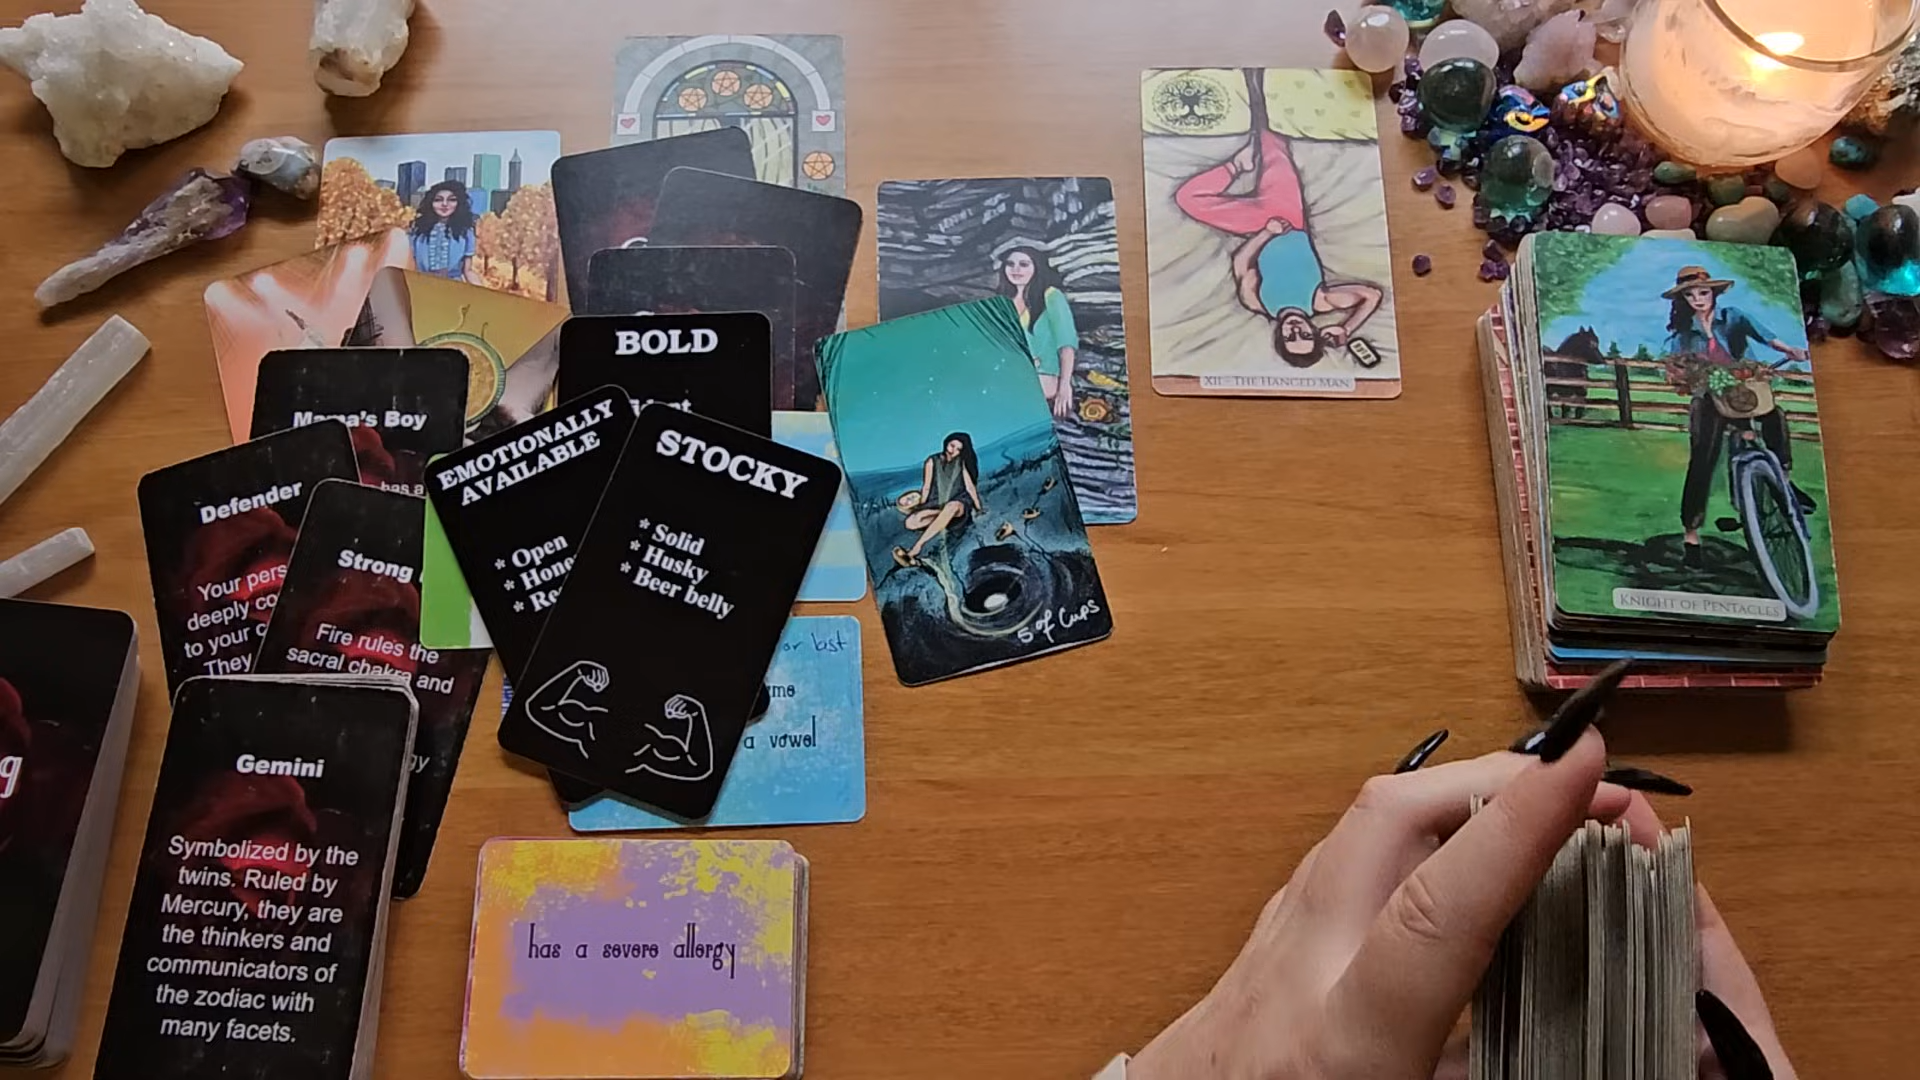 XII - THE HANGED MAN
KNIGHT OF PENTACLES
BOLD
Mama's Boy
has a
EMOTIONALLY
AVAILABLE
* Open
STOCKY
* Solid
* Husky
* Beer belly
Defender
Your
deeply
to your
They
Strong
Fire rules the
sacral chakra and
or last
a vowel
5 of Cups
Gemini
Symbolized by the
twins. Ruled by
Mercury, they are
the thinkers and
communicators of
the zodiac with
many facets.
has a severe allergy